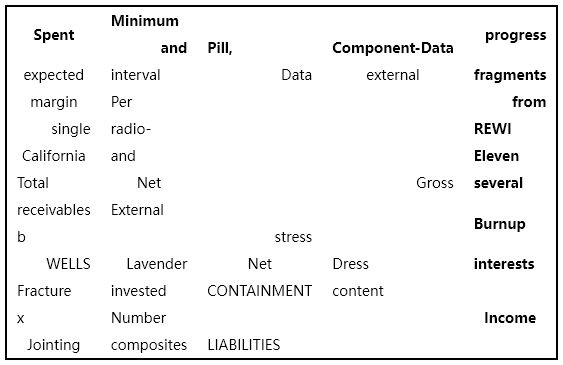 Spent Minimum and Pill, Component-Data progress
expected interval Data external fragments
margin Per from
single radio- REWI
California and Eleven
Total Net Gross several
receivables External Burnup
b stress
WELLS Lavender Net Dress interests
Fracture invested CONTAINMENT content
x Number Income
Jointing composites LIABILITIES